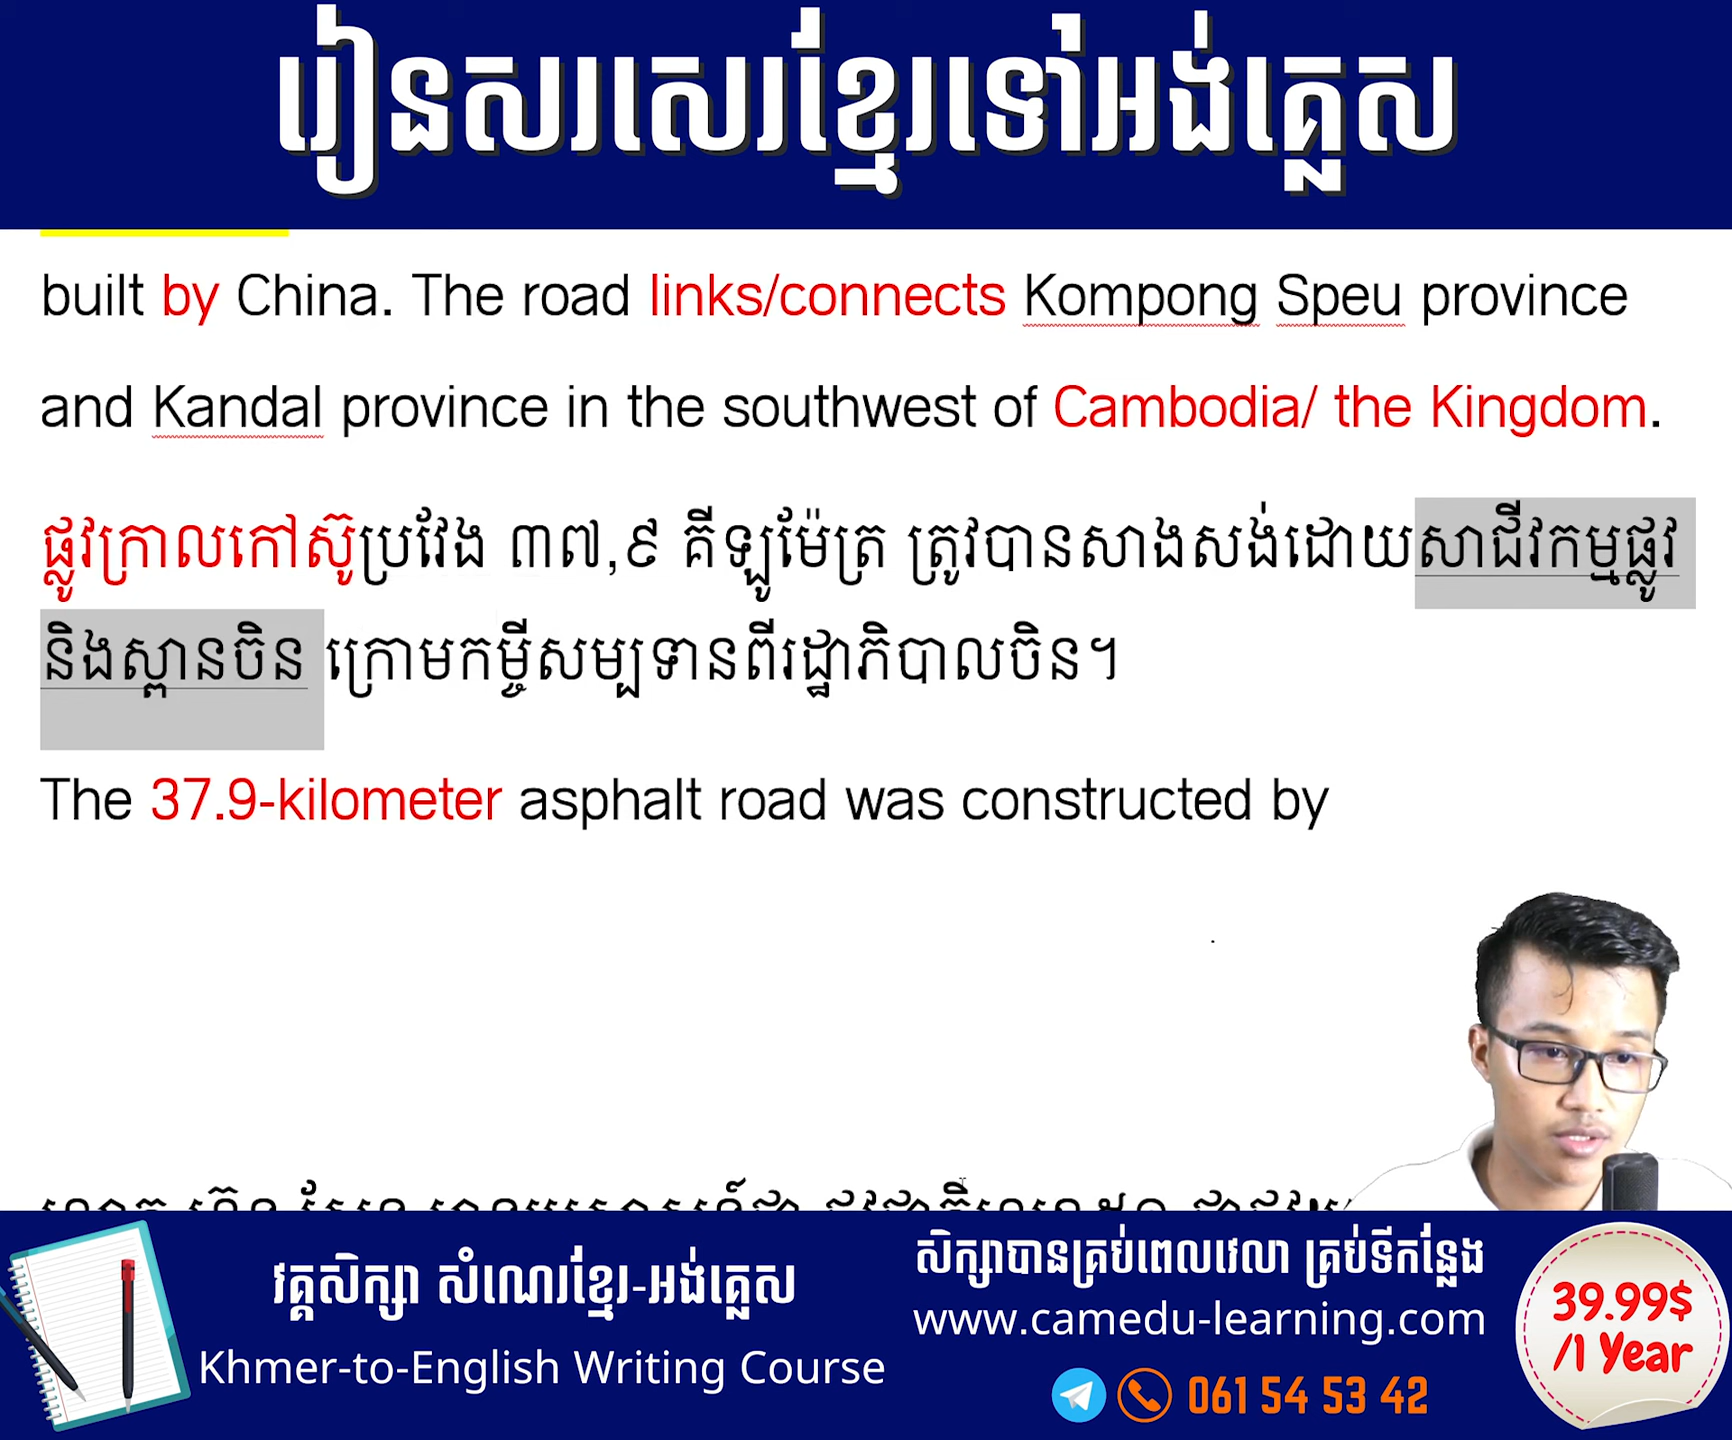 រៀនសរសេរខ្មែរទៅអង់គ្លេស
built by China. The road links/connects Kompong Speu province
and Kandal province in the southwest of Cambodia/ the Kingdom.
ផ្លូវក្រាលកៅស៊ូប្រវែង ៣៧,៩ គីឡូម៉ែត្រ ត្រូវបានសាងសង់ដោយសាជីវកម្មផ្លូវ
និងស្ពានចិន ក្រោមកម្ចីសម្បទានពីរដ្ឋាភិបាលចិន។
The 37.9-kilometer asphalt road was constructed by
វគ្គសិក្សា សំណេរខ្មែរ-អង់គ្លេស
Khmer-to-English Writing Course
សិក្សាបានគ្រប់ពេលវេលា គ្រប់ទីកន្លែង
www.camedu-learning.com
061 54 53 42
39.99$
/1 Year